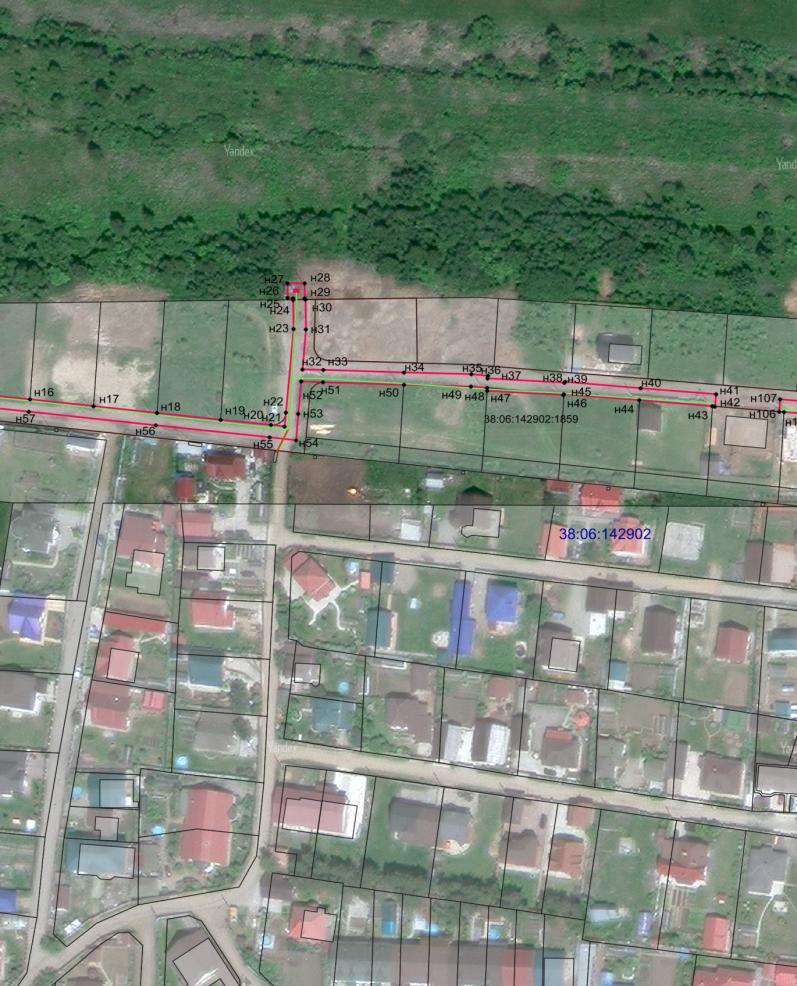 Yandex
Yand
н27
н28
н26
н29
н25
н24
н30
н23
н31
н32
н33
н34
н35
н36
н37
н38
н39
н40
н41
н16
н17
н18
н19
н20
н21
н22
н52
н51
н50
н49
н48
н47
н45
н46
н44
н43
н42
н107
н106
н1
н57
н56
н55
н54
н53
38:06:142902:1859
38:06:142902
Yandex